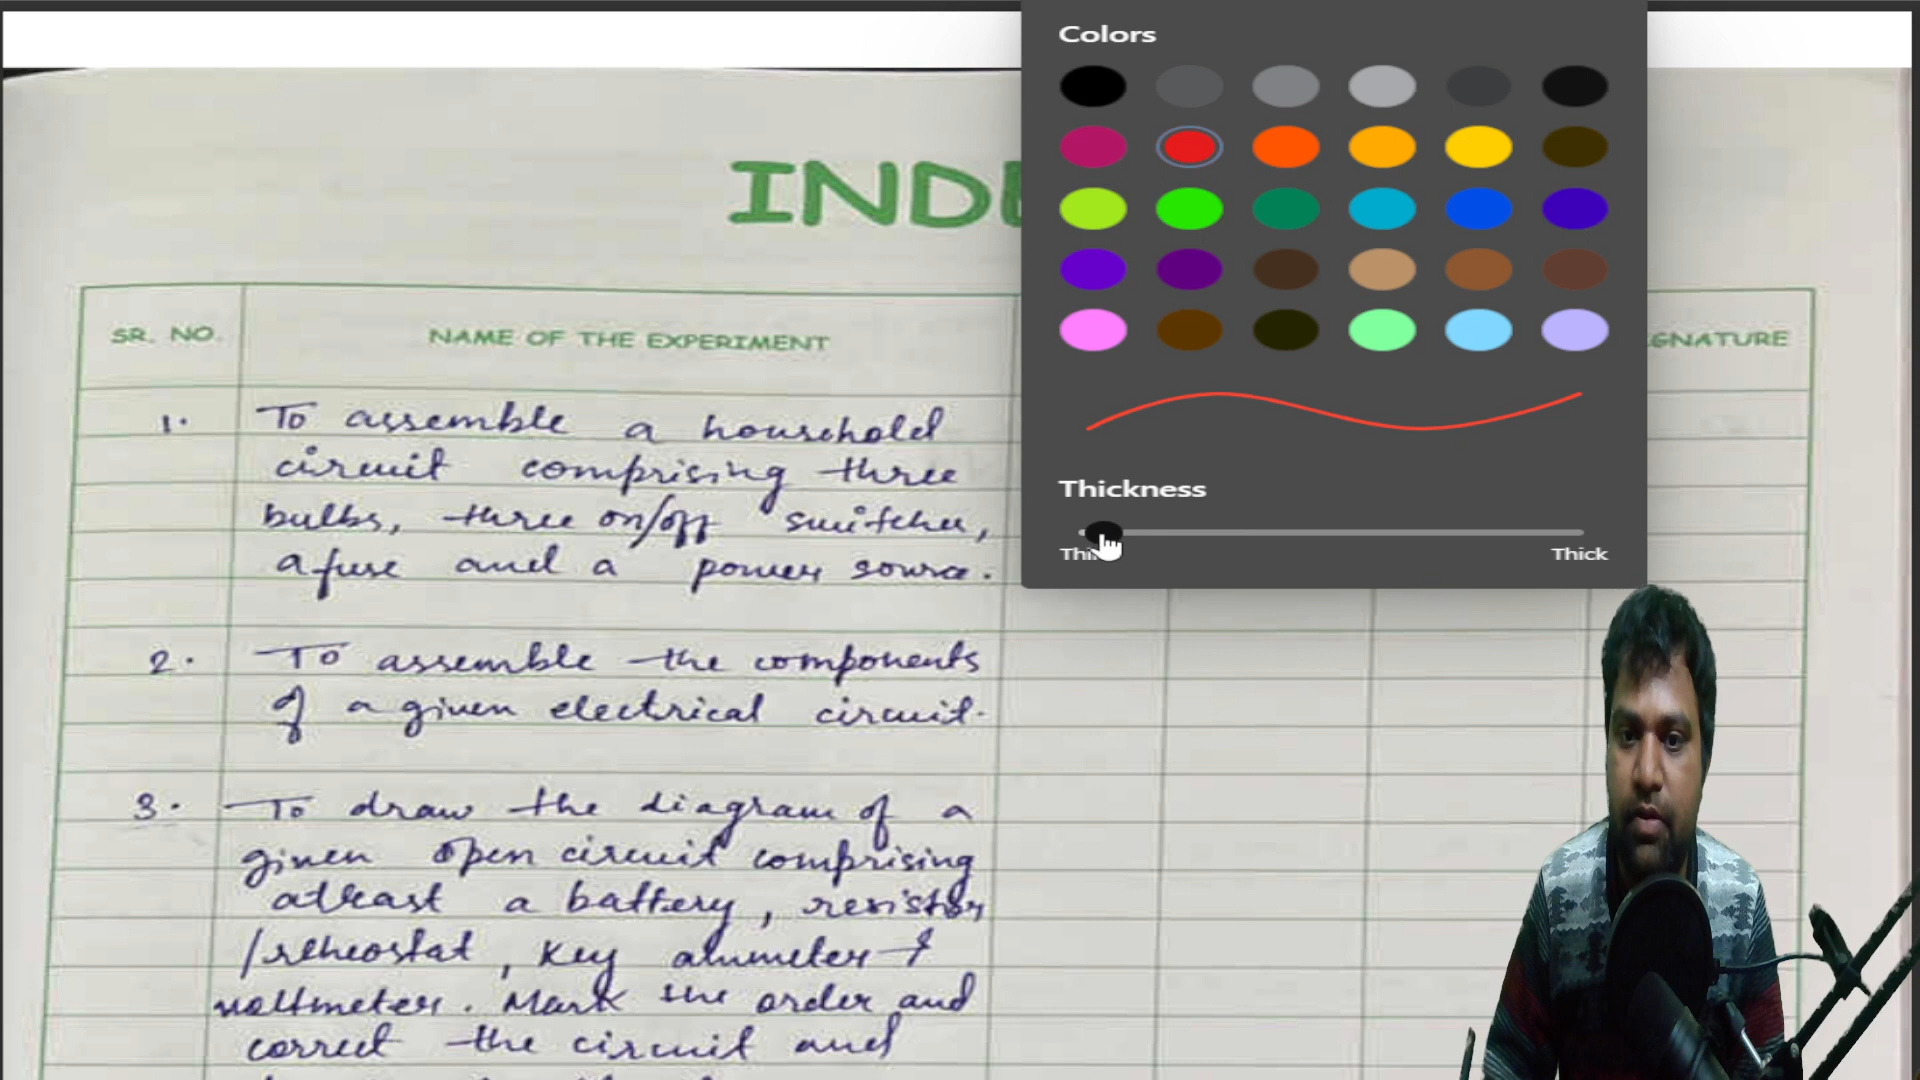 Colors
INDE
SR. NO.
NAME OF THE EXPERIMENT
GNATURE
1. To assemble a household
circuit comprising three
bulbs, three on/off switches,
a fuse and a power source.
Thickness
Thick
2. To assemble the components
of a given electrical circuit.
3. To draw the diagram of a
given open circuit comprising
atleast a battery, resistor
/rheostat, Key ammeter &
voltmeter. Mark the order and
correct the circuit and